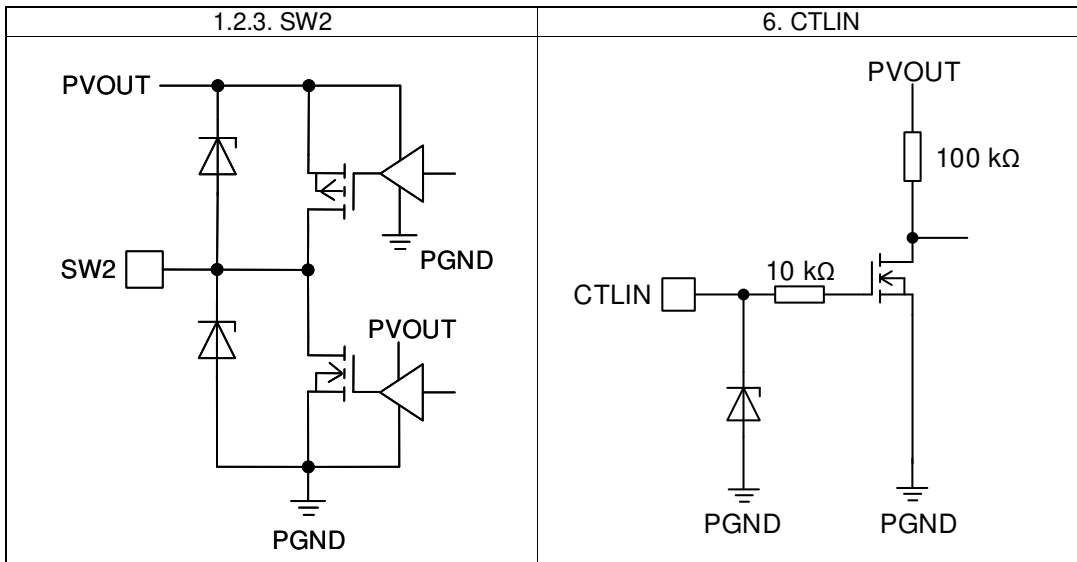 1.2.3. SW2
PVOUT
PGND
SW2
PVOUT
PGND
6. CTLIN
PVOUT
100 kΩ
10 kΩ
CTLIN
PGND
PGND